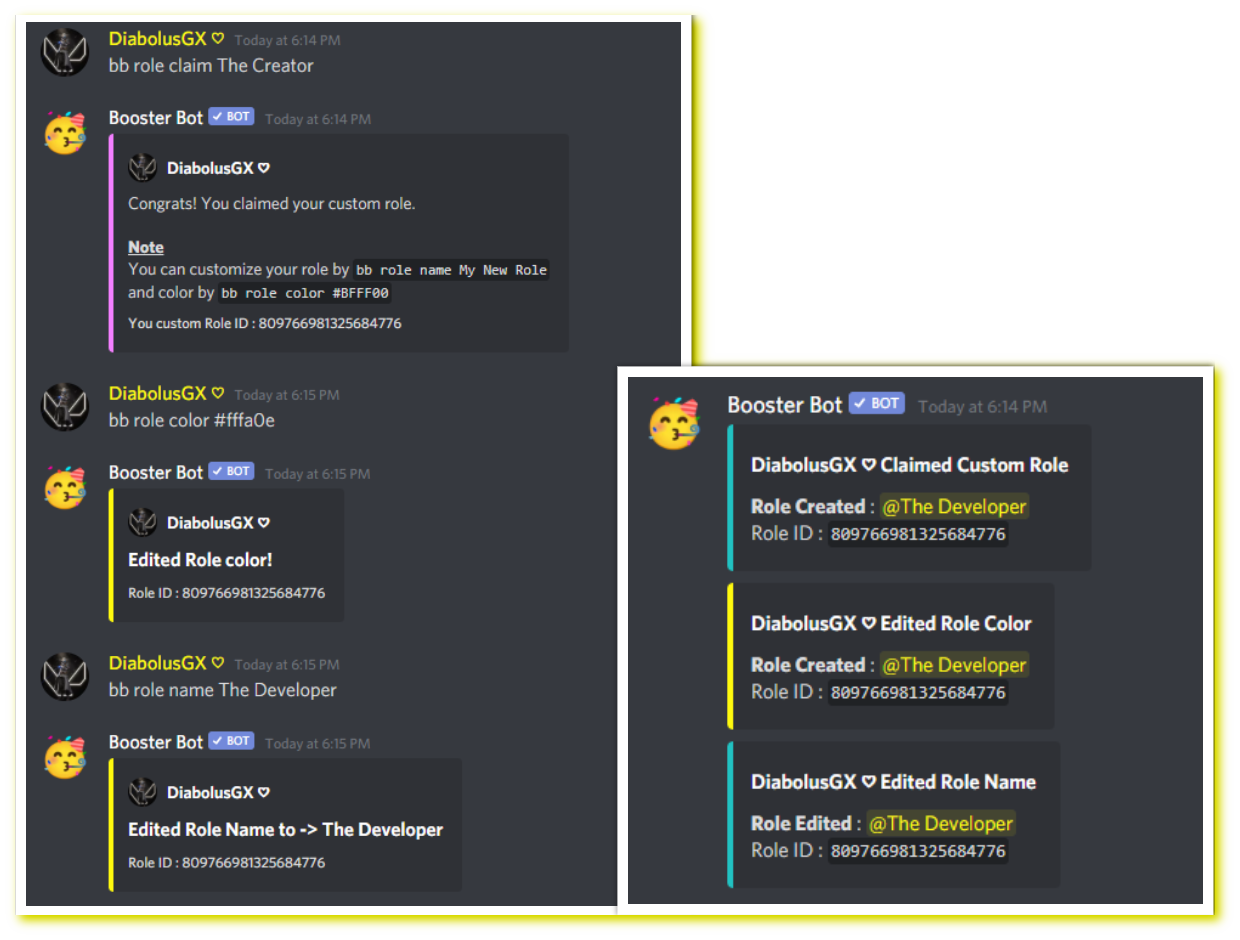 DiabolusGX ♡ Today at 6:14 PM
bb role claim The Creator
Booster Bot ✓ BOT Today at 6:14 PM
DiabolusGX ♡
Congrats! You claimed your custom role.
Note
You can customize your role by bb role name My New Role
and color by bb role color #BFFF00
You custom Role ID : 809766981325684776
DiabolusGX ♡ Today at 6:15 PM
bb role color #fffa0e
Booster Bot ✓ BOT Today at 6:15 PM
DiabolusGX ♡
Edited Role color!
Role ID : 809766981325684776
DiabolusGX ♡ Today at 6:15 PM
bb role name The Developer
Booster Bot ✓ BOT Today at 6:15 PM
DiabolusGX ♡
Edited Role Name to -> The Developer
Role ID : 809766981325684776
Booster Bot ✓ BOT Today at 6:14 PM
DiabolusGX ♡ Claimed Custom Role
Role Created : @The Developer
Role ID : 809766981325684776
DiabolusGX ♡ Edited Role Color
Role Created : @The Developer
Role ID : 809766981325684776
DiabolusGX ♡ Edited Role Name
Role Edited : @The Developer
Role ID : 809766981325684776